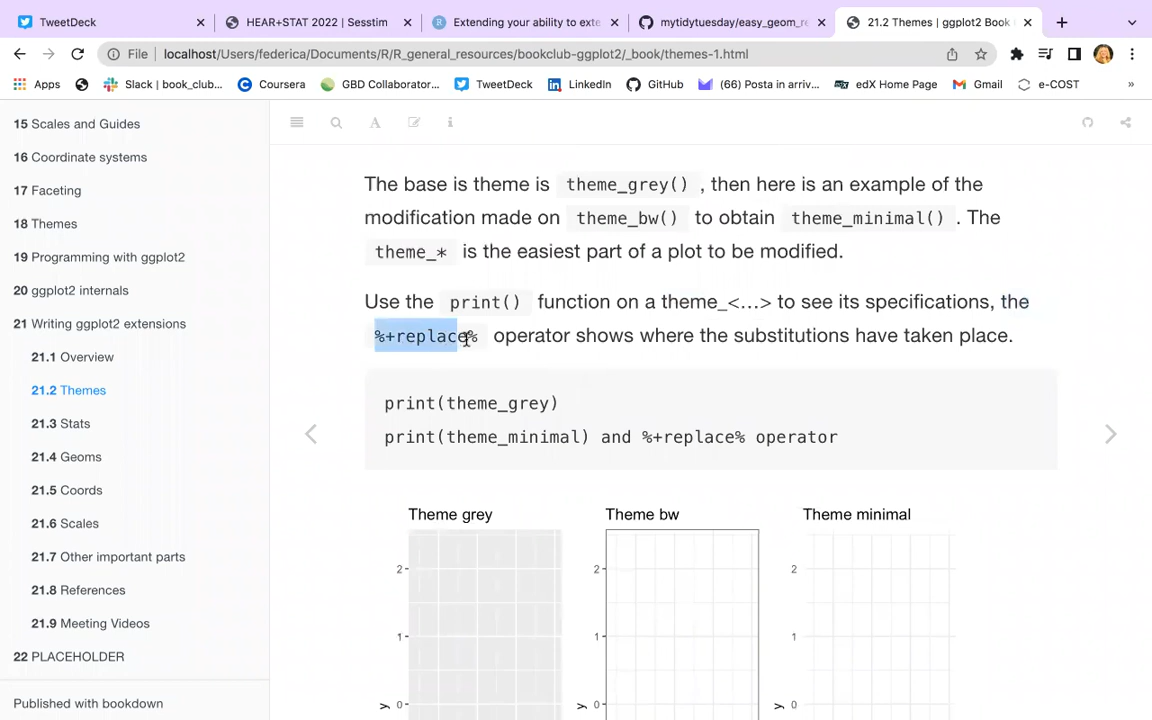 TweetDeck
HEAR+STAT 2022 | Sesstim
Extending your ability to exte
mytidytuesday/easy_geom_re
21.2 Themes | ggplot2 Book
File
localhost/Users/federica/Documents/R/R_general_resources/bookclub-ggplot2/_book/themes-1.html
Apps
Slack | book_club...
Coursera
GBD Collaborator...
TweetDeck
LinkedIn
GitHub
(66) Posta in arriv...
edX Home Page
Gmail
e-COST
»
15 Scales and Guides
16 Coordinate systems
17 Faceting
18 Themes
19 Programming with ggplot2
20 ggplot2 internals
21 Writing ggplot2 extensions
21.1 Overview
21.2 Themes
21.3 Stats
21.4 Geoms
21.5 Coords
21.6 Scales
21.7 Other important parts
21.8 References
21.9 Meeting Videos
22 PLACEHOLDER
Published with bookdown
The base is theme is theme_grey() , then here is an example of the
modification made on theme_bw() to obtain theme_minimal() . The
theme_* is the easiest part of a plot to be modified.
Use the print() function on a theme_<...> to see its specifications, the
%+replace% operator shows where the substitutions have taken place.
print(theme_grey)
print(theme_minimal) and %+replace% operator
Theme grey
2
1
0
y
Theme bw
2
1
0
y
Theme minimal
2
1
0
y